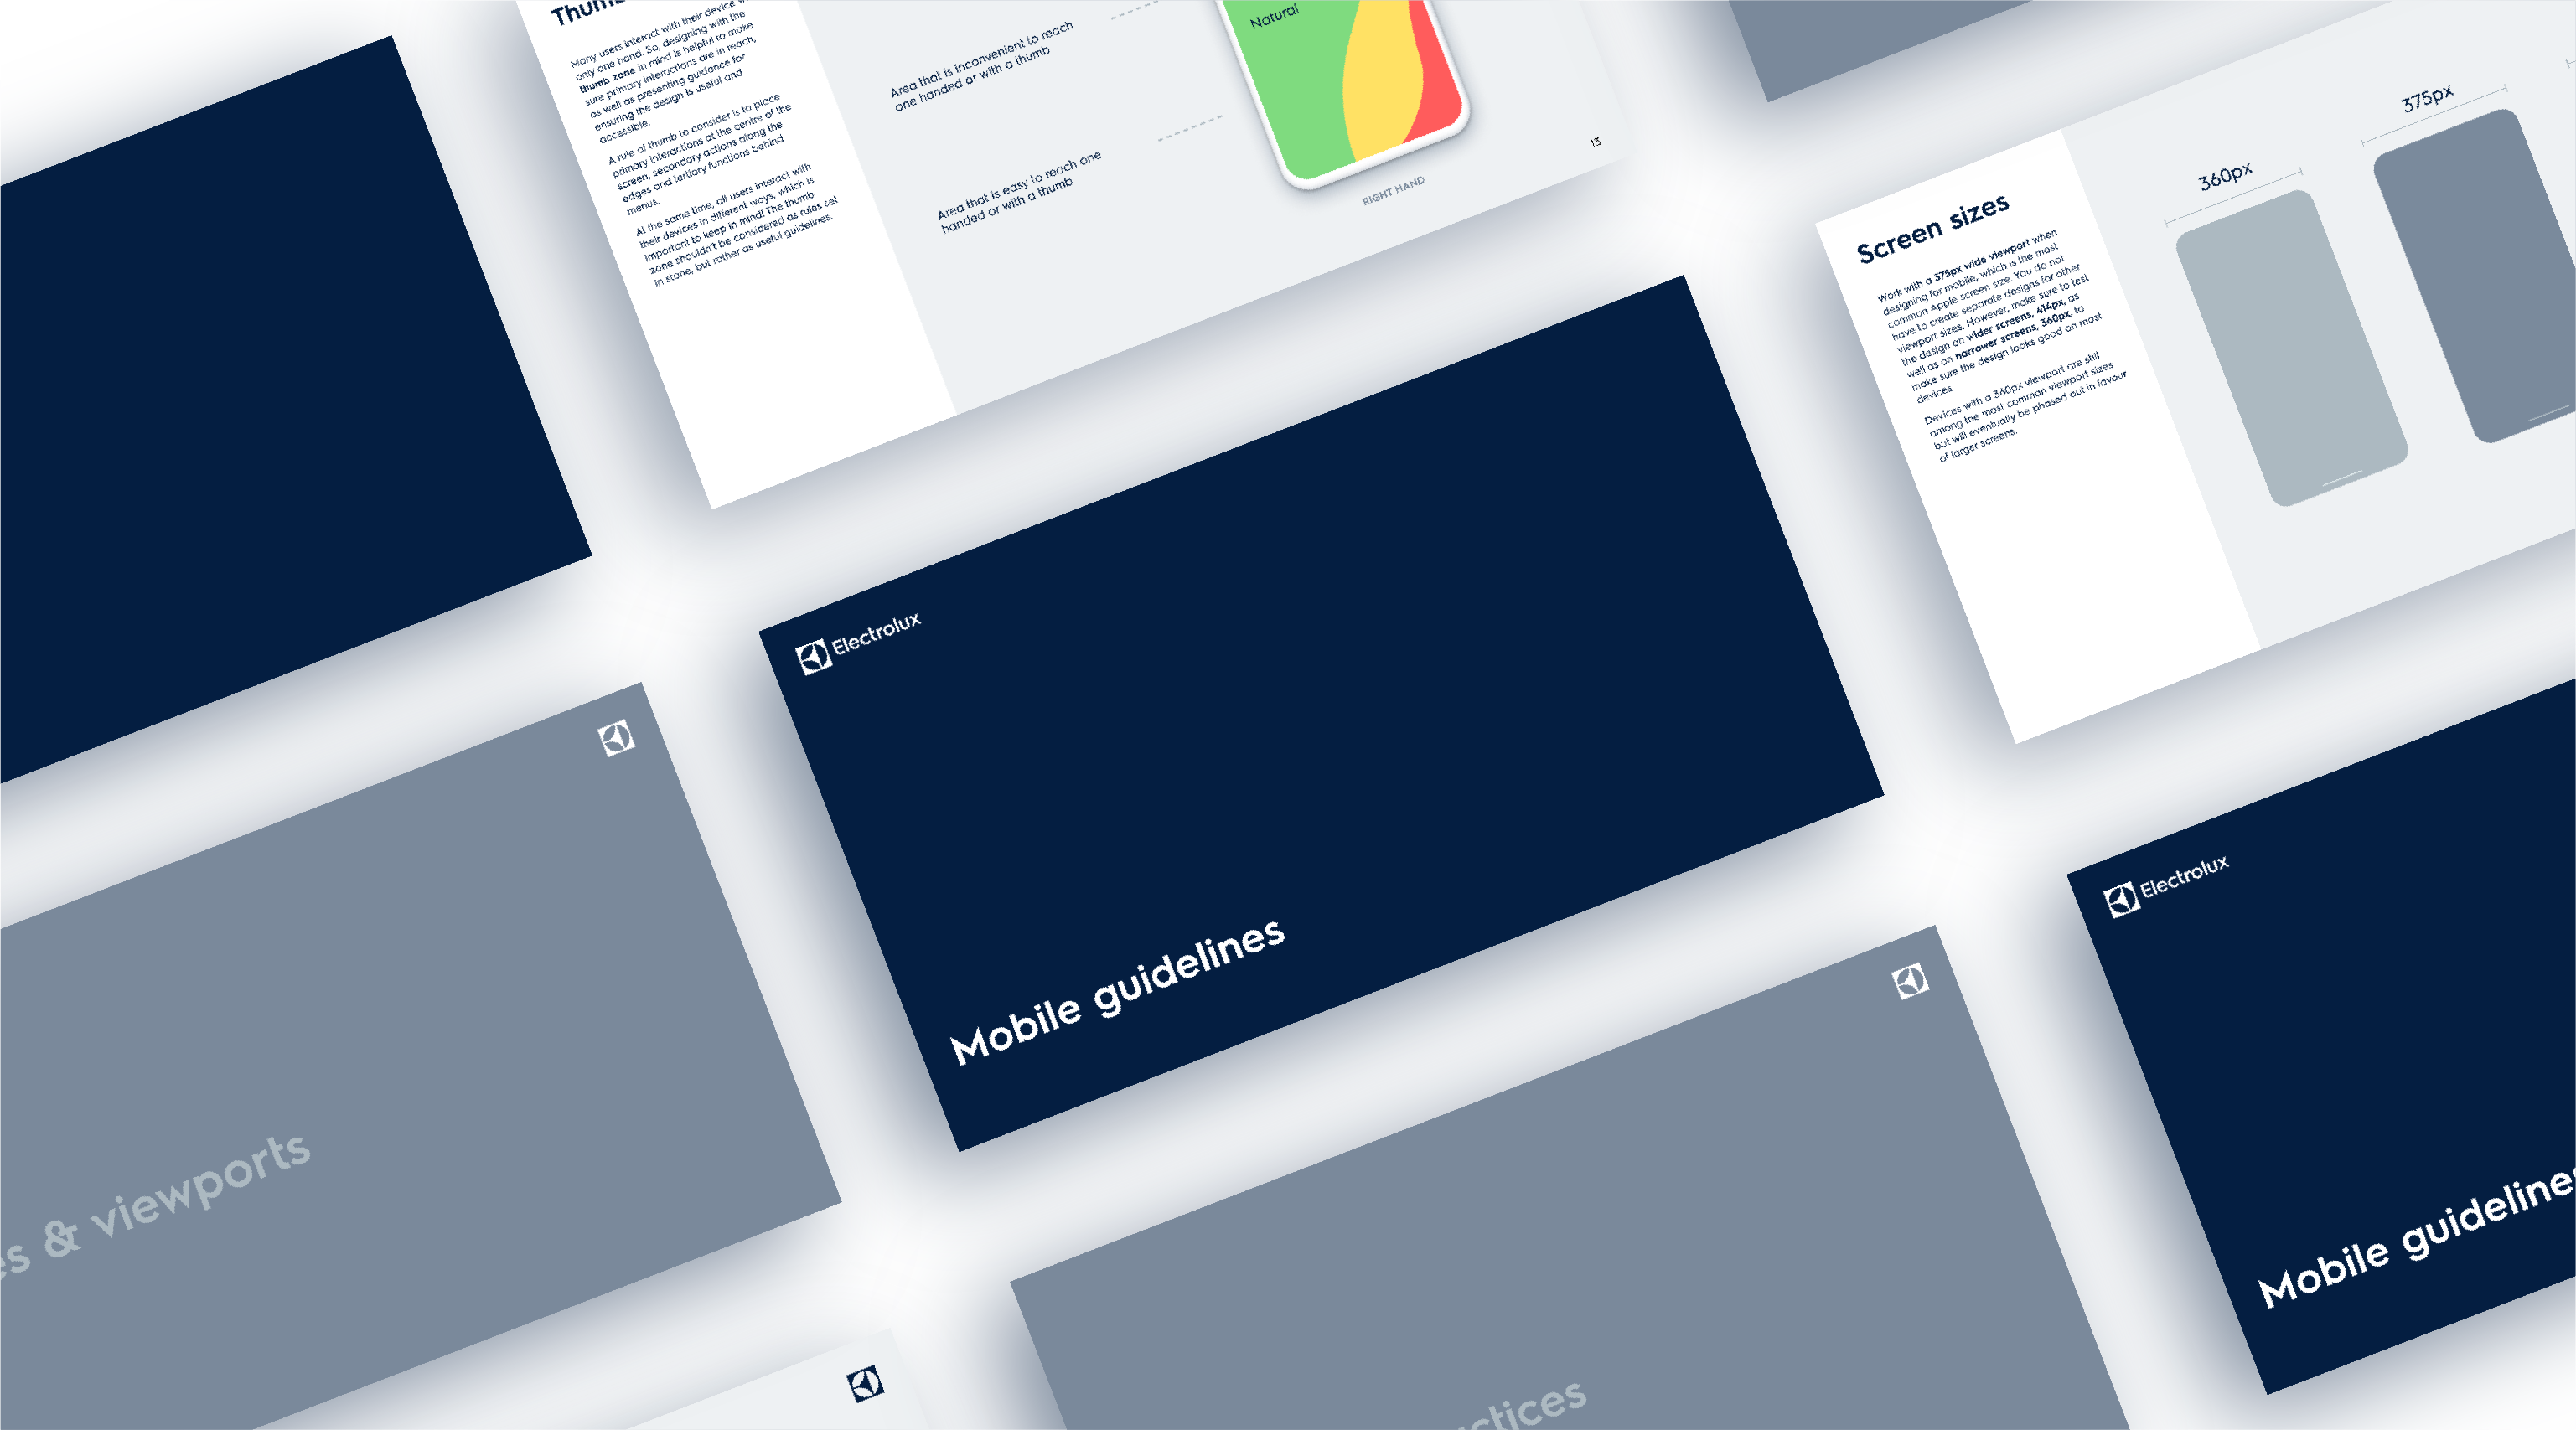 Many users interact with their device
only one hand. So, designing with the
thumb zone in mind is helpful to make
sure primary interactions are in reach,
as well as presenting guidance for
ensuring the design is useful and
accessible.
A rule of thumb to consider is to place
primary interactions at the centre of the
screen, secondary actions along the
edges and tertiary functions behind
menus.
At the same time, all users interact with
their devices in different ways, which is
important to keep in mind! The thumb
zone shouldn't be considered as rules set
in stone, but rather as useful guidelines.
Area that is inconvenient to reach
one handed or with a thumb
Area that is easy to reach one
handed or with a thumb
Natural
RIGHT HAND
13
Screen sizes
Work with a 375px wide viewport when
designing for mobile, which is the most
common Apple screen size. You do not
have to create separate designs for other
viewport sizes. However, make sure to test
the design on wider screens, 414px, as
well as on narrower screens, 360px, to
make sure the design looks good on most
devices.
Devices with a 360px viewport are still
among the most common viewport sizes
but will eventually be phased out in favour
of larger screens.
360px
375px
Electrolux
Mobile guidelines
& viewports
Electrolux
Mobile guidelines